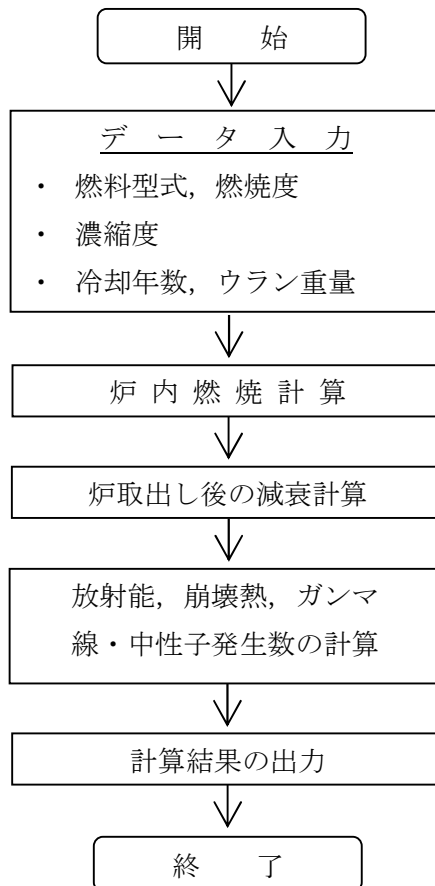 開　始
データ入力
・ 燃料型式，燃焼度
・ 濃縮度
・ 冷却年数，ウラン重量
炉内燃焼計算
炉取出し後の減衰計算
放射能，崩壊熱，ガンマ
線・中性子発生数の計算
計算結果の出力
終　了